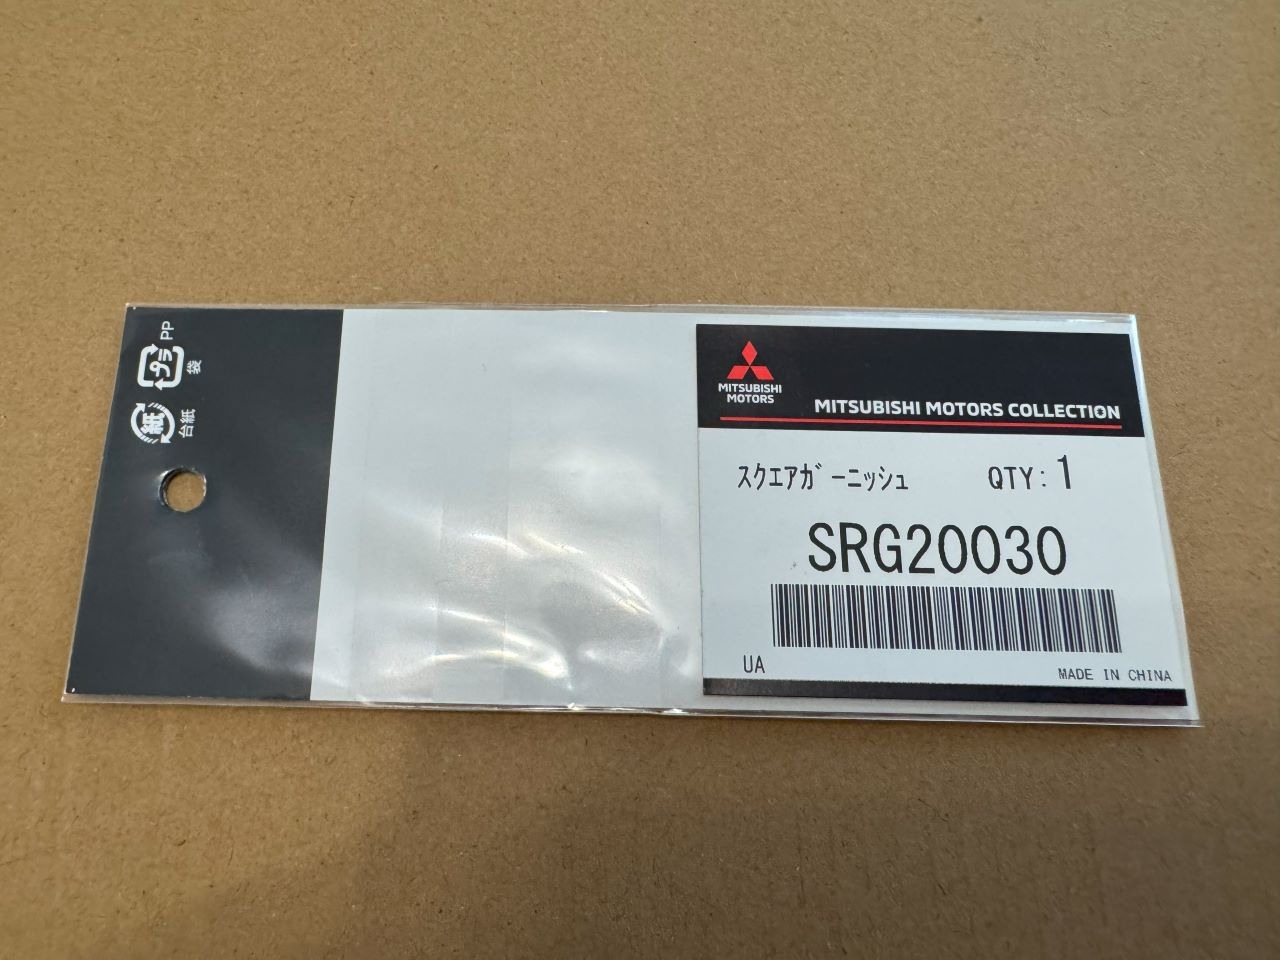 プラ
PP
袋
紙
台紙
MITSUBISHI
MOTORS
MITSUBISHI MOTORS COLLECTION
スクエアガーニッシュ QTY: 1
SRG20030
UA
MADE IN CHINA